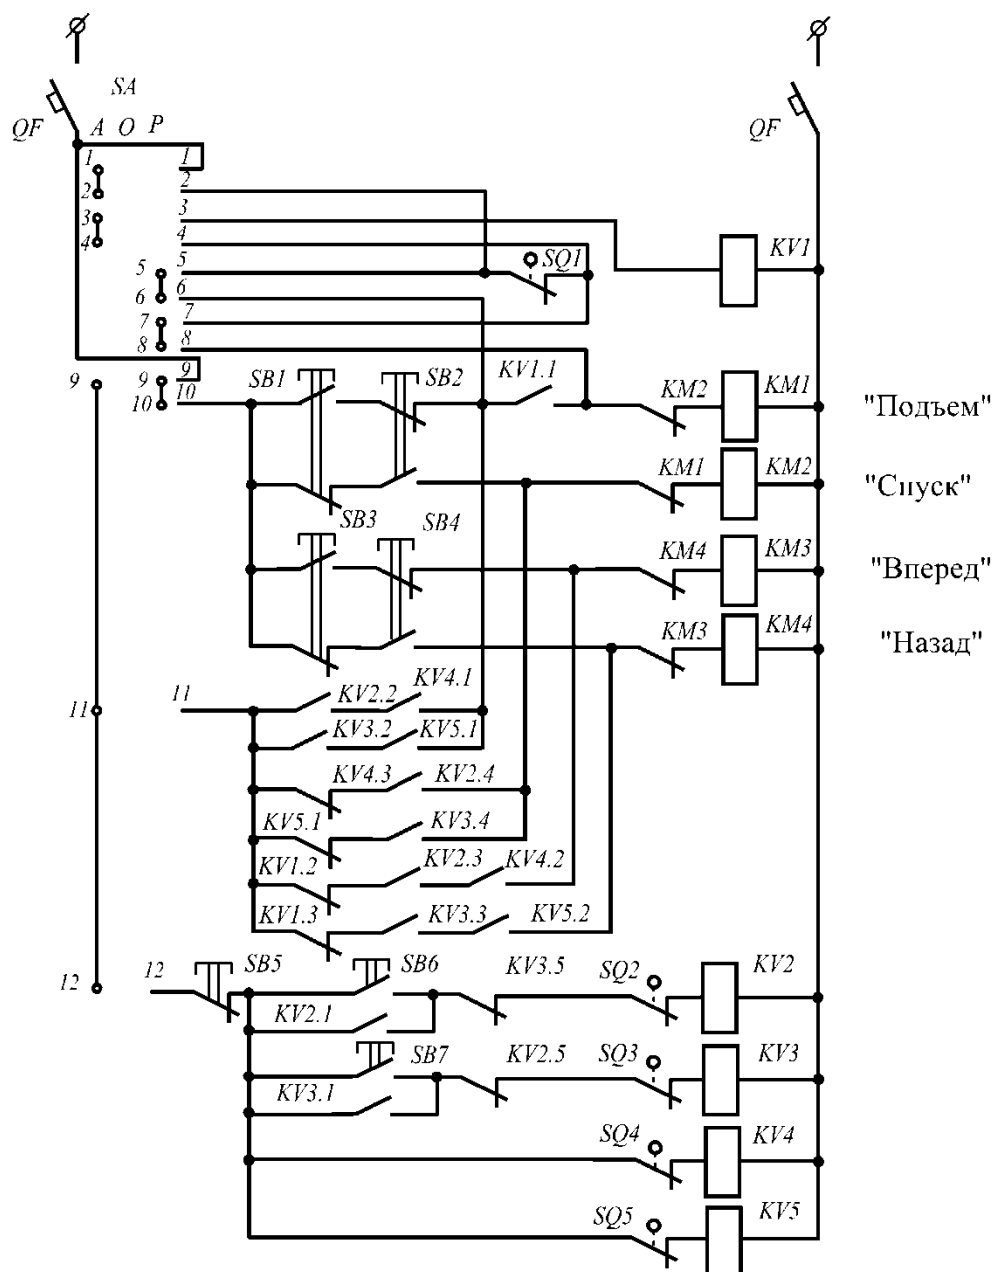 SA
QF
QF
А О Р
1 1
2 2
3 3
4 4
KV1
5 5
SQ1
6 6
7 7
8 8
9 9 9
10 10
SB1 SB2 KV1.1 KM2 KM1
"Подъем"
KM1 KM2
"Спуск"
SB3 SB4
KM4 KM3
"Вперед"
KM3 KM4
"Назад"
11 11
KV2.2 KV4.1
KV3.2 KV5.1
KV4.3 KV2.4
KV5.1 KV3.4
KV1.2 KV2.3 KV4.2
KV1.3 KV3.3 KV5.2
12 12 SB5 SB6 KV3.5 SQ2 KV2
KV2.1
SB7 KV2.5 SQ3 KV3
KV3.1
SQ4 KV4
SQ5 KV5